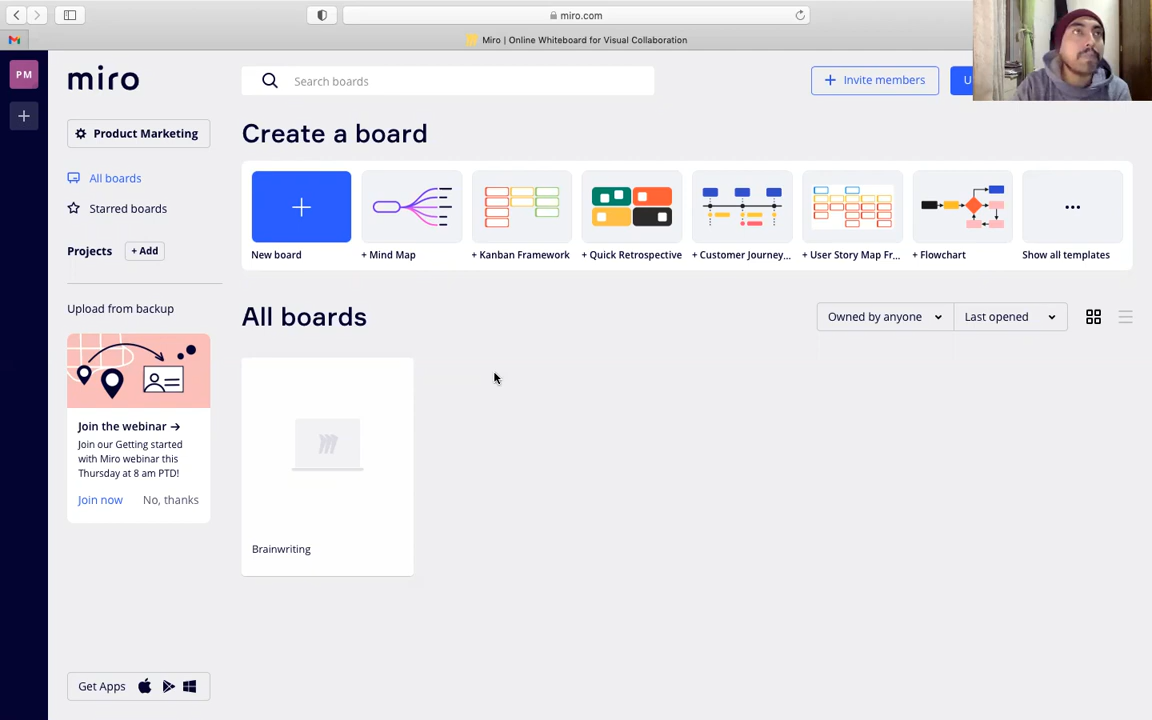 miro.com
Miro | Online Whiteboard for Visual Collaboration
PM
miro
Search boards
Invite members
U
Product Marketing
Create a board
All boards
Starred boards
Projects
+ Add
New board
+ Mind Map
+ Kanban Framework
+ Quick Retrospective
+ Customer Journey...
+ User Story Map Fr...
+ Flowchart
Show all templates
Upload from backup
All boards
Owned by anyone
Last opened
Join the webinar →
Join our Getting started
with Miro webinar this
Thursday at 8 am PTD!
Join now
No, thanks
Brainwriting
Get Apps